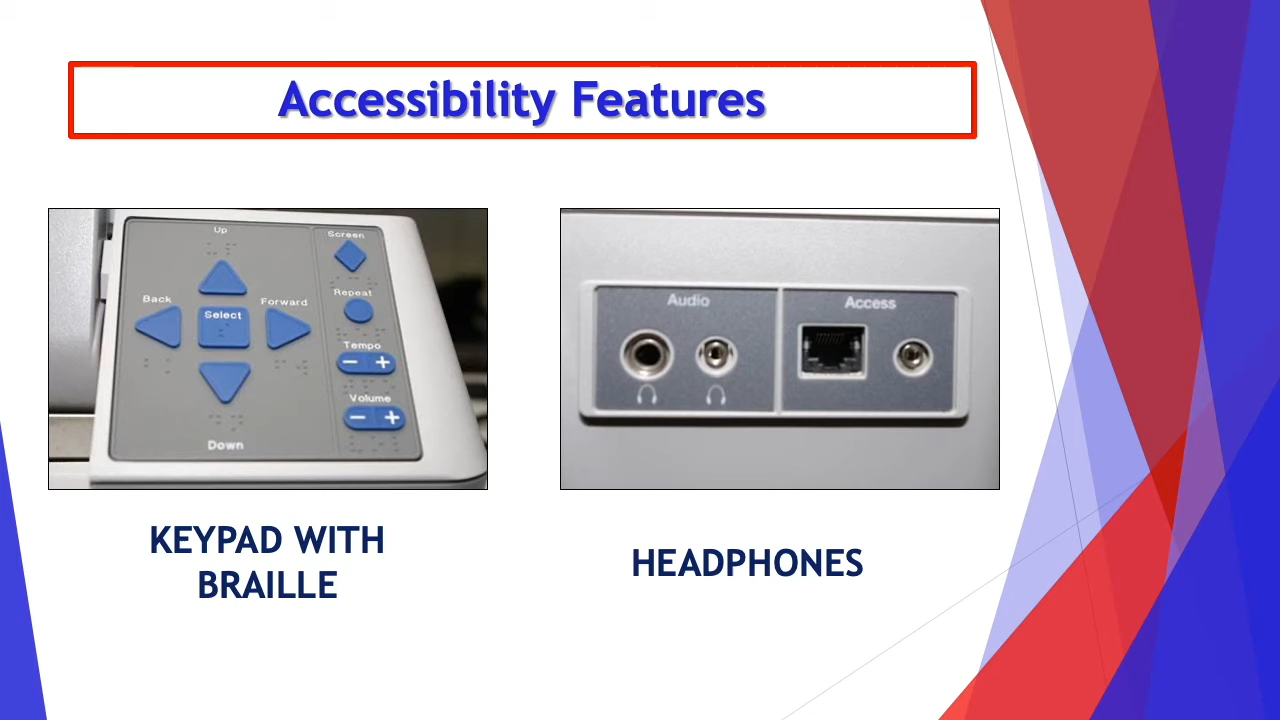 Accessibility Features
Up
Back
Select
Forward
Down
Screen
Repeat
Tempo
− +
Volume
− +
Audio
Access
KEYPAD WITH
BRAILLE
HEADPHONES